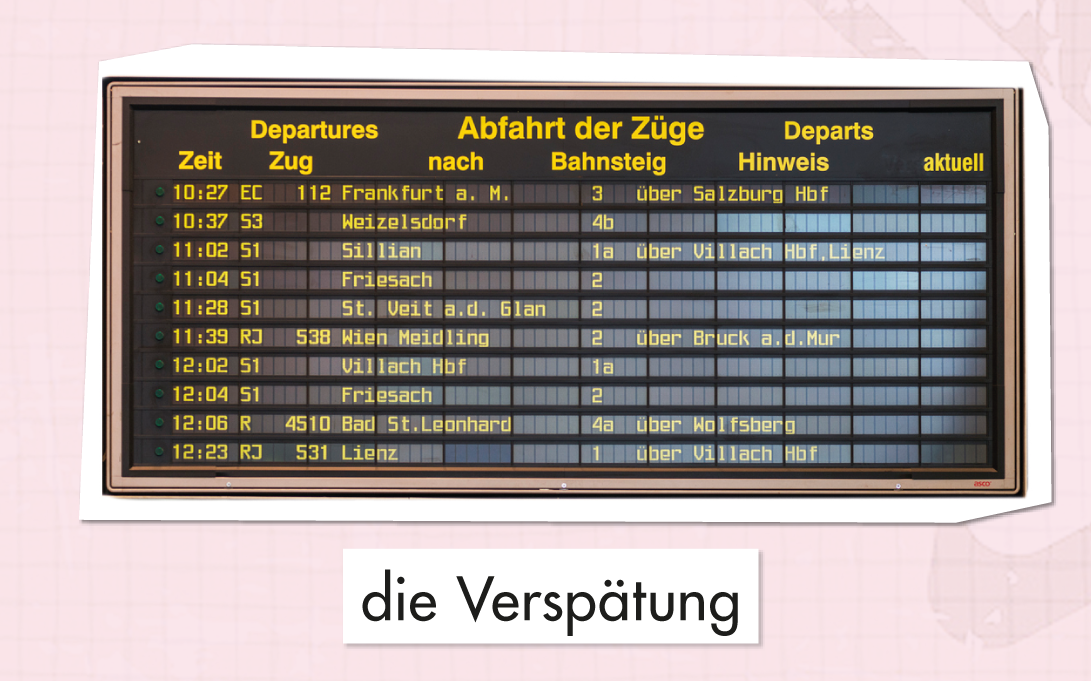 Departures Abfahrt der Züge Departs
Zeit Zug nach Bahnsteig Hinweis aktuell
10:27 EC 112 Frankfurt a. M. 3 über Salzburg Hbf
10:37 S3 Weizelsdorf 4b
11:02 S1 Sillian 1a über Villach Hbf,Lienz
11:04 S1 Friesach 2
11:28 S1 St. Veit a.d. Glan 2
11:39 RJ 538 Wien Meidling 2 über Bruck a.d.Mur
12:02 S1 Villach Hbf 1a
12:04 S1 Friesach 2
12:06 R 4510 Bad St.Leonhard 4a über Wolfsberg
12:23 RJ 531 Lienz 1 über Villach Hbf
asco
die Verspätung